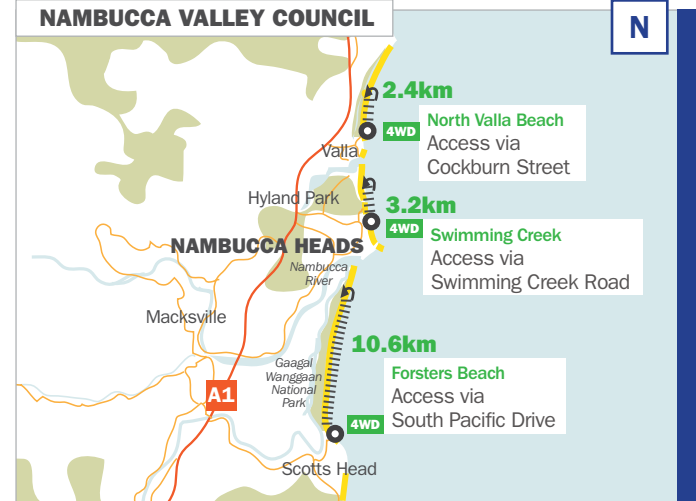 NAMBUCCA VALLEY COUNCIL
N
2.4km
4WD
North Valla Beach
Access via
Cockburn Street
Valla
Hyland Park
3.2km
4WD
Swimming Creek
Access via
Swimming Creek Road
NAMBUCCA HEADS
Nambucca
River
Macksville
10.6km
Gaagal
Wanggaan
National
Park
A1
Forsters Beach
Access via
South Pacific Drive
4WD
Scotts Head